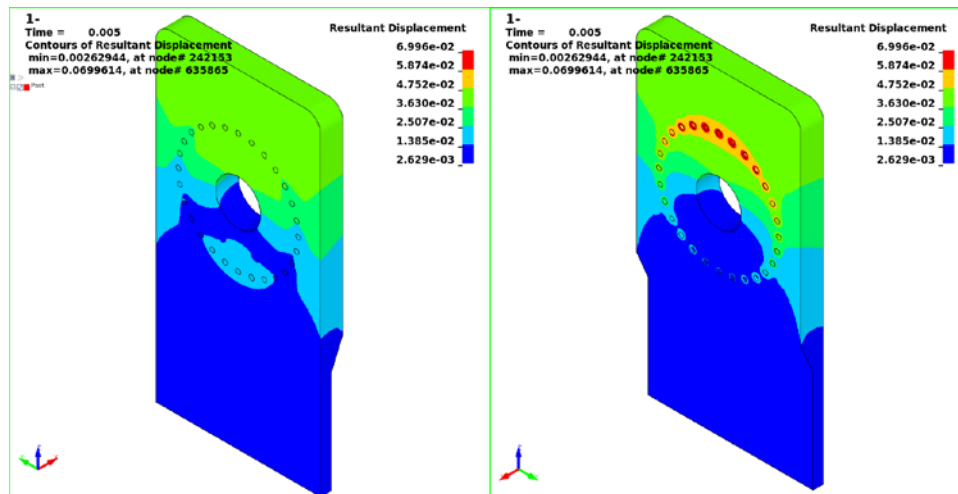 1-
Time =      0.005
Contours of Resultant Displacement
min=0.00262944, at node# 242153
max=0.0699614, at node# 635865
Resultant Displacement
6.996e-02
5.874e-02
4.752e-02
3.630e-02
2.507e-02
1.385e-02
2.629e-03
1-
Time =      0.005
Contours of Resultant Displacement
min=0.00262944, at node# 242153
max=0.0699614, at node# 635865
Resultant Displacement
6.996e-02
5.874e-02
4.752e-02
3.630e-02
2.507e-02
1.385e-02
2.629e-03